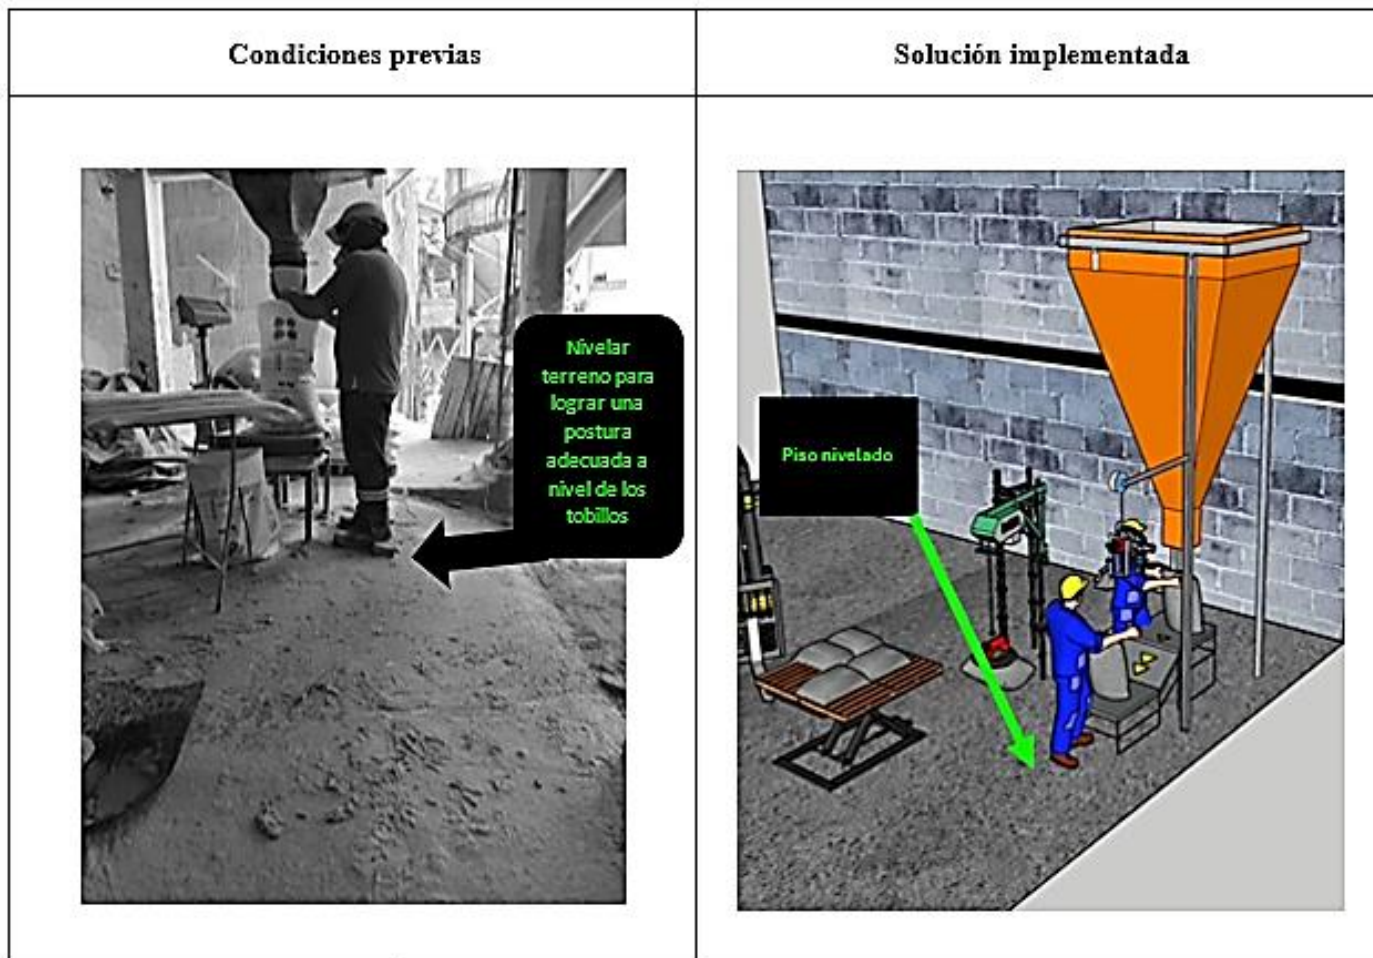 Condiciones previas
Solución implementada
Nivelar
terreno para
lograr una
postura
adecuada a
nivel de los
tobillos
Piso nivelado